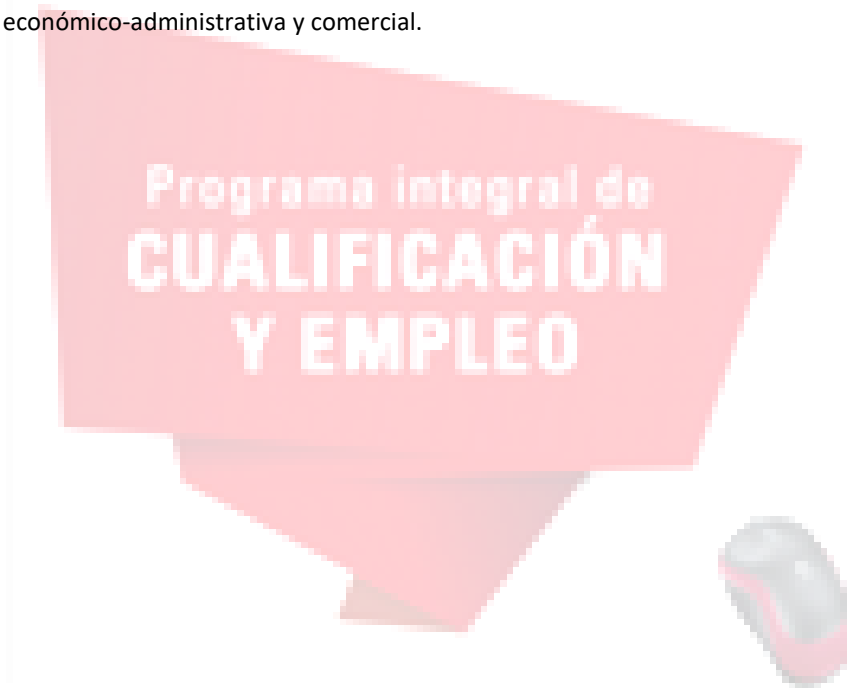 económico-administrativa y comercial.
Programa integral de
CUALIFICACIÓN
Y EMPLEO